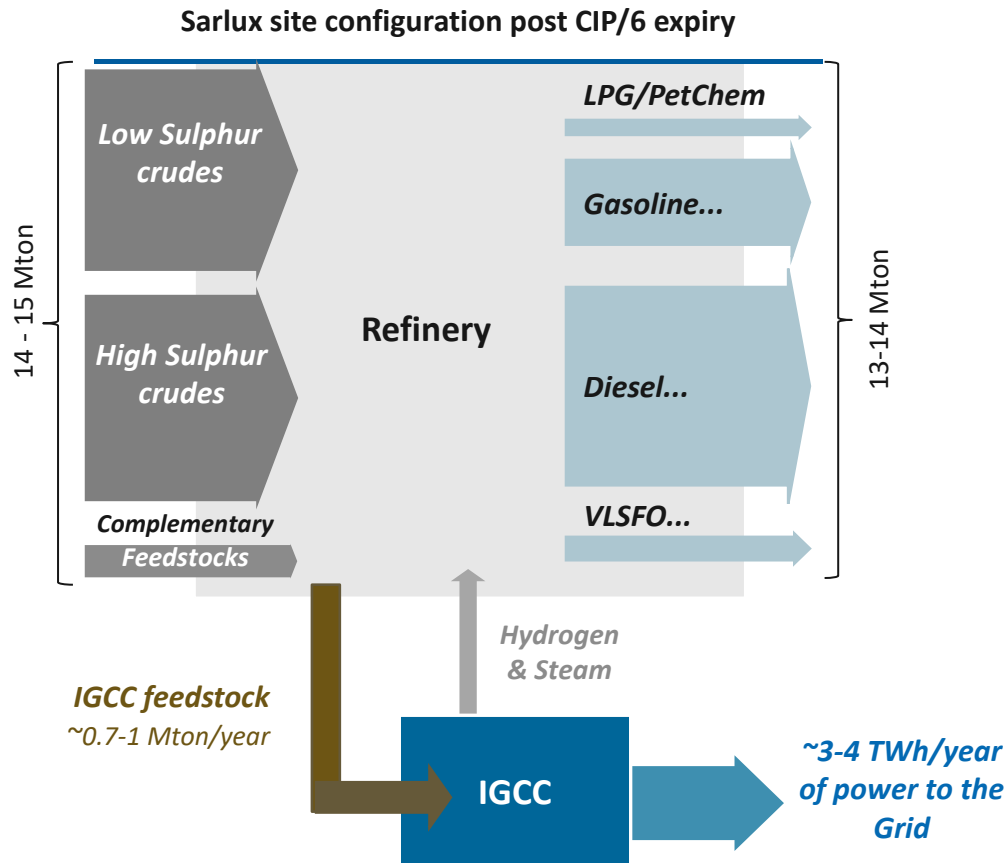 Sarlux site configuration post CIP/6 expiry
14 - 15 Mton
Low Sulphur
crudes
High Sulphur
crudes
Complementary
Feedstocks
Refinery
LPG/PetChem
Gasoline...
Diesel...
VLSFO...
13-14 Mton
Hydrogen
& Steam
IGCC feedstock
~0.7-1 Mton/year
IGCC
~3-4 TWh/year
of power to the
Grid